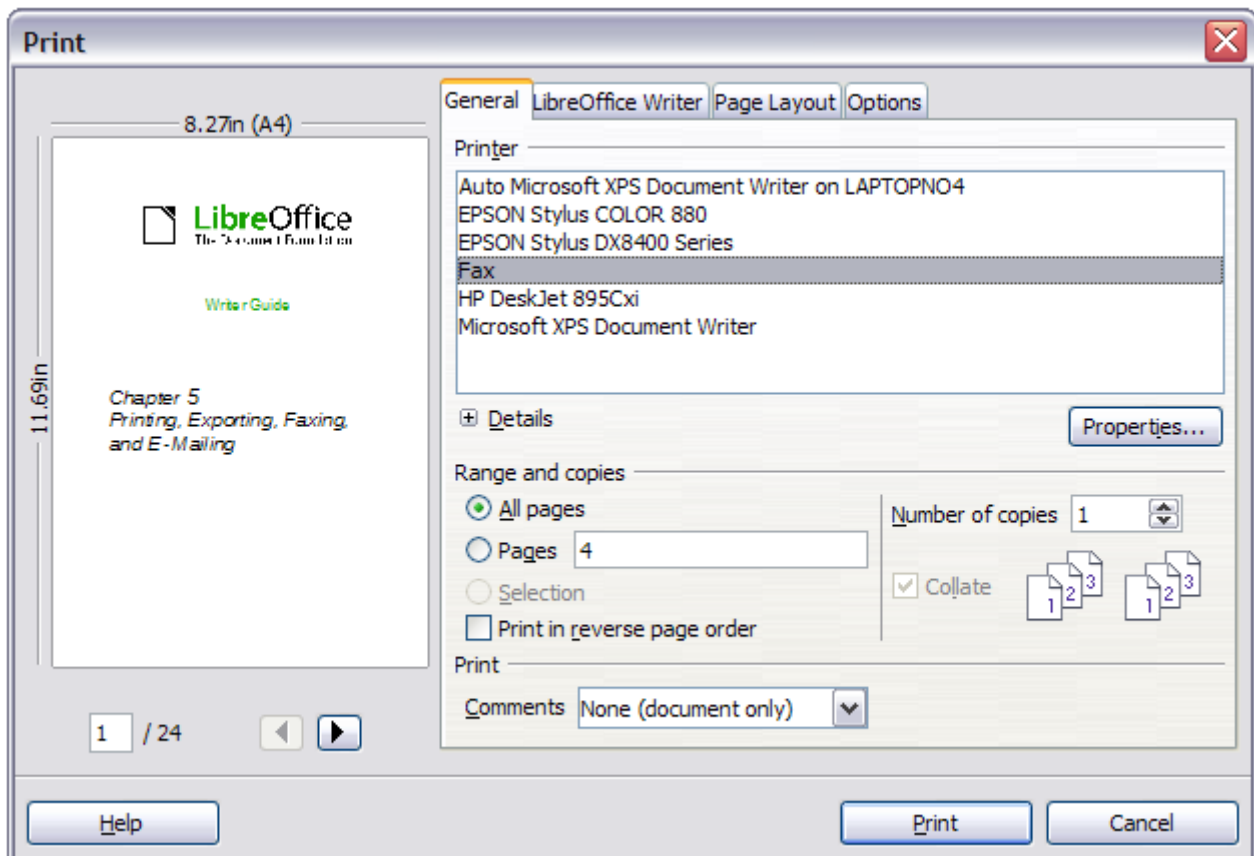 Print
8.27in (A4)
11.69in
LibreOffice
The Document Foundation
Writer Guide
Chapter 5
Printing, Exporting, Faxing,
and E-Mailing
1 / 24
General LibreOffice Writer Page Layout Options
Printer
Auto Microsoft XPS Document Writer on LAPTOPNO4
EPSON Stylus COLOR 880
EPSON Stylus DX8400 Series
Fax
HP DeskJet 895Cxi
Microsoft XPS Document Writer
Details
Properties...
Range and copies
All pages
Pages 4
Selection
Print in reverse page order
Number of copies 1
Collate
1 2 3 1 2 3
Print
Comments None (document only)
Help Print Cancel